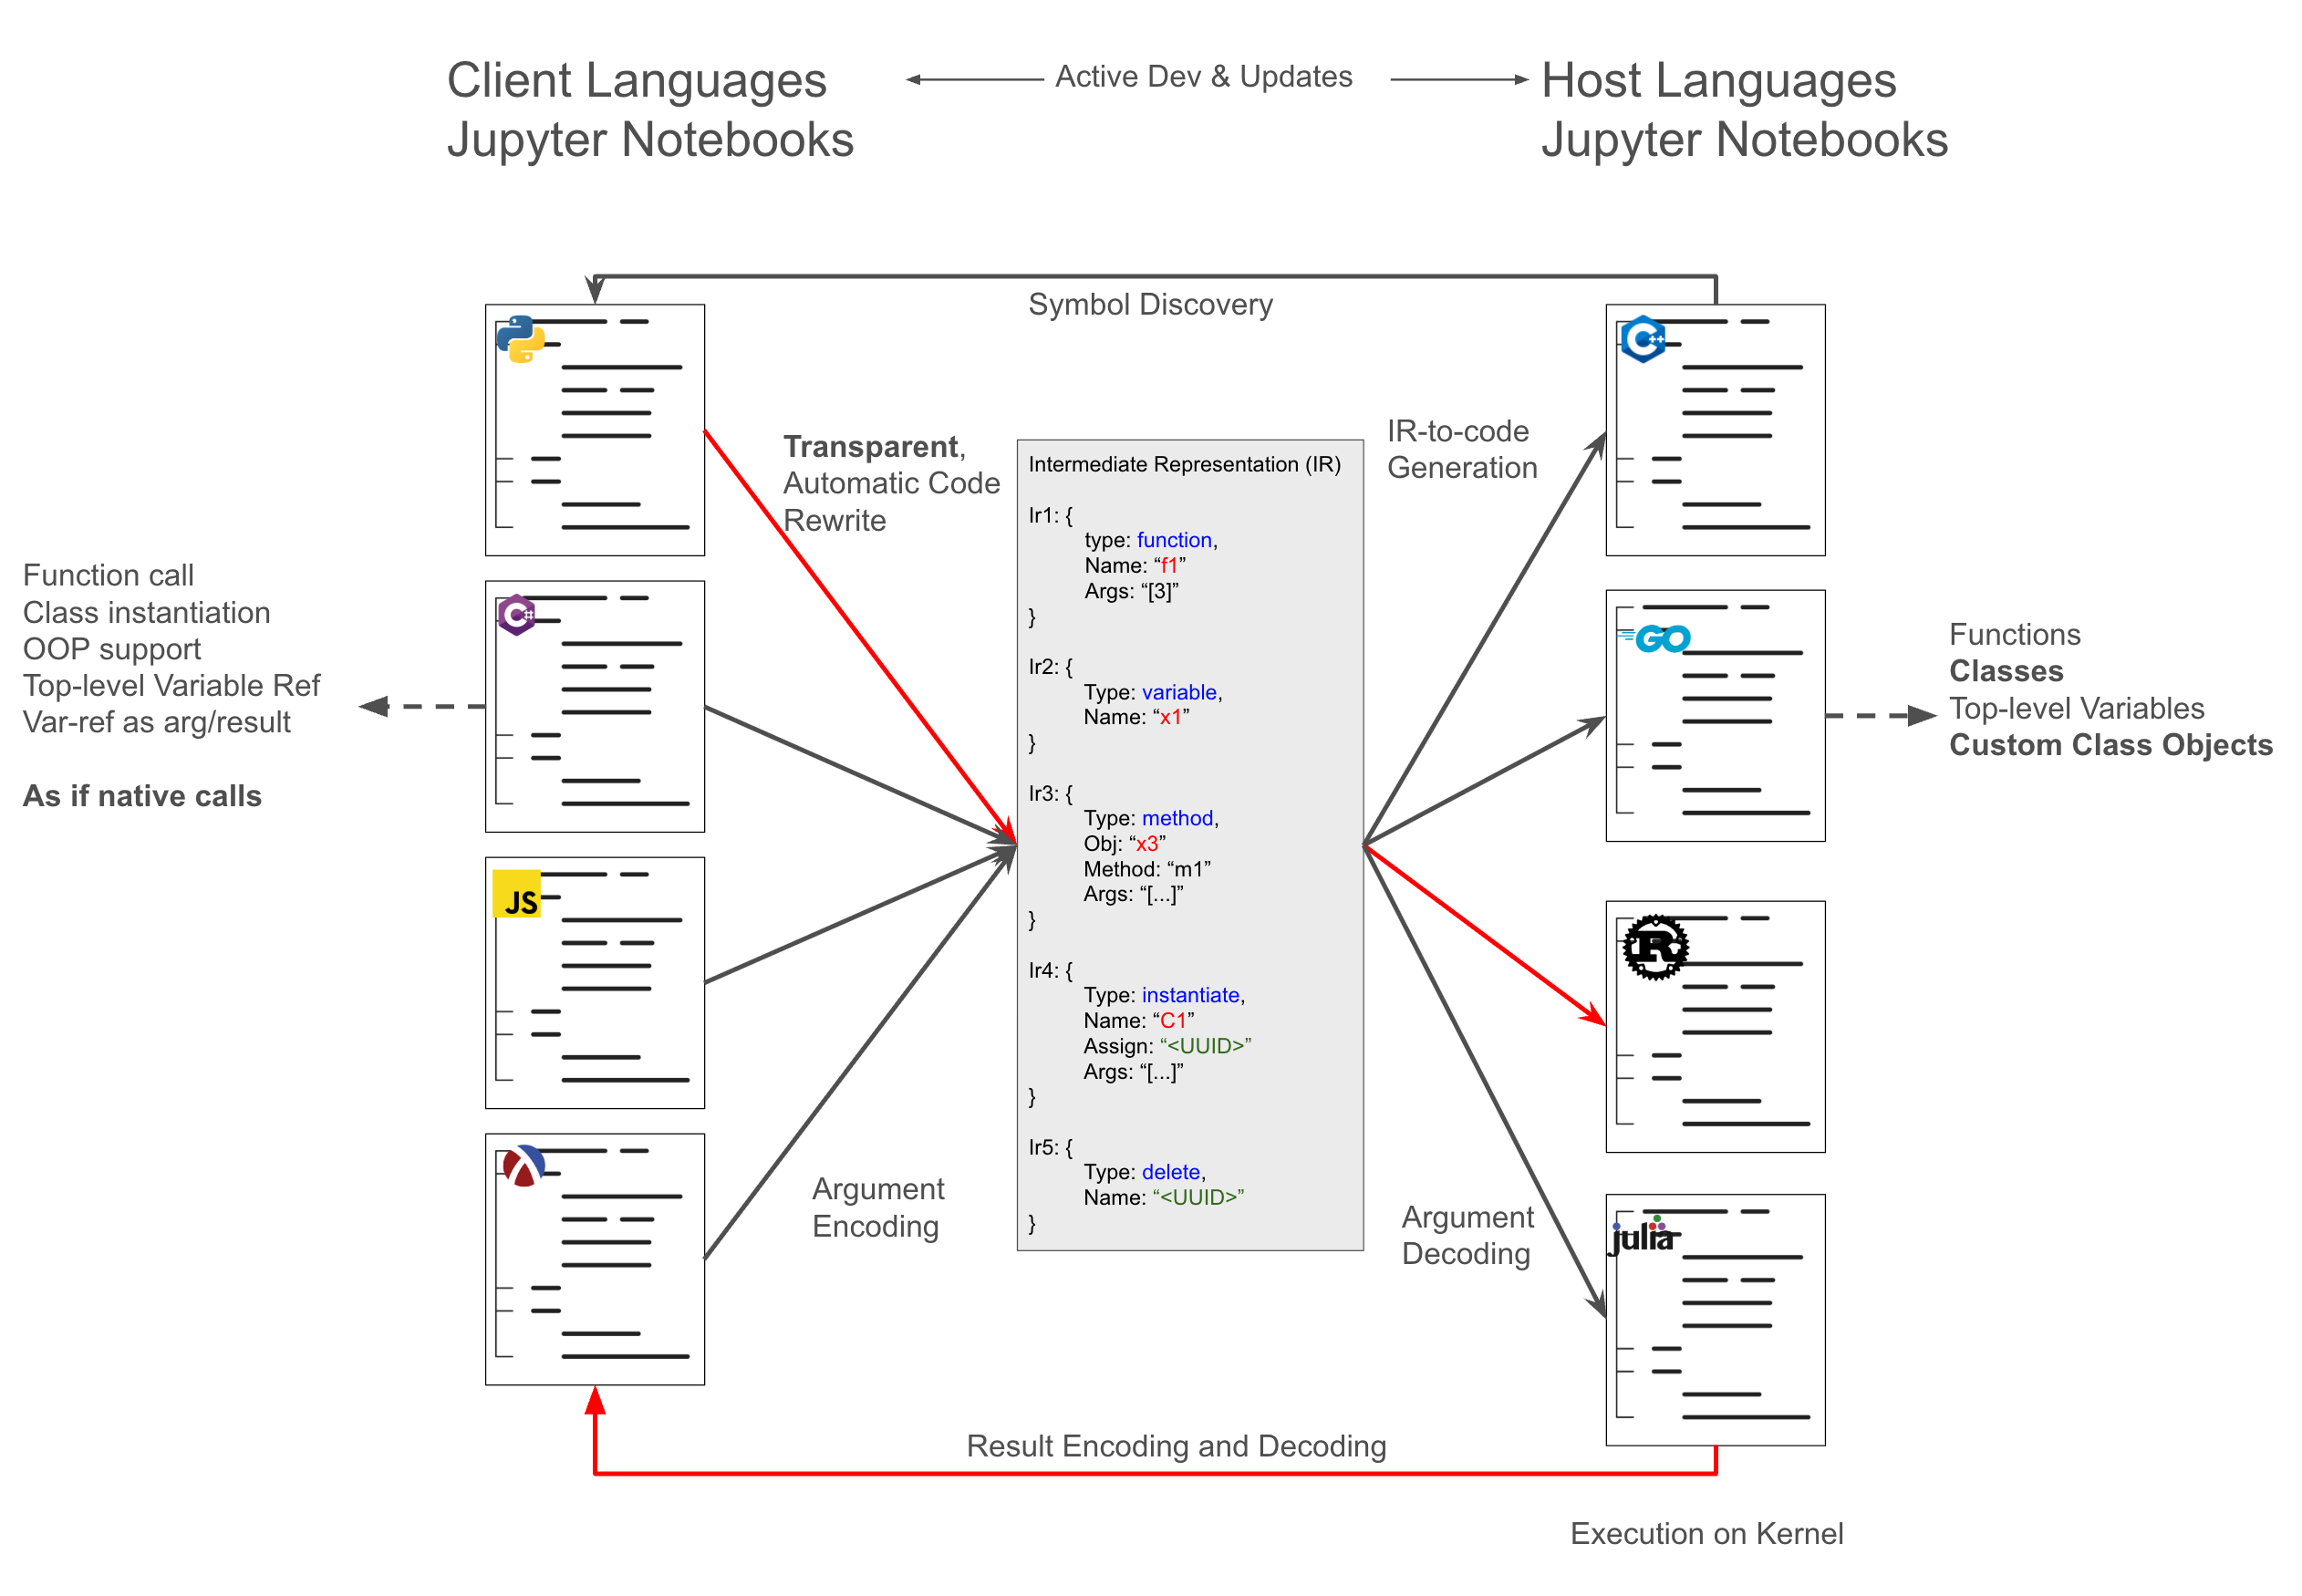 Client Languages
Jupyter Notebooks
Active Dev & Updates
Host Languages
Jupyter Notebooks
Symbol Discovery
C++
Transparent,
Automatic Code
Rewrite
IR-to-code
Generation
Intermediate Representation (IR)
Ir1: {
type: function,
Name: “f1”
Args: “[3]”
}
Ir2: {
Type: variable,
Name: “x1”
}
Ir3: {
Type: method,
Obj: “x3”
Method: “m1”
Args: “[...]”
}
Ir4: {
Type: instantiate,
Name: “C1”
Assign: “<UUID>”
Args: “[...]”
}
Ir5: {
Type: delete,
Name: “<UUID>”
}
Function call
Class instantiation
OOP support
Top-level Variable Ref
Var-ref as arg/result
As if native calls
C#
GO
Functions
Classes
Top-level Variables
Custom Class Objects
JS
R
julia
Argument
Encoding
Argument
Decoding
Result Encoding and Decoding
Execution on Kernel